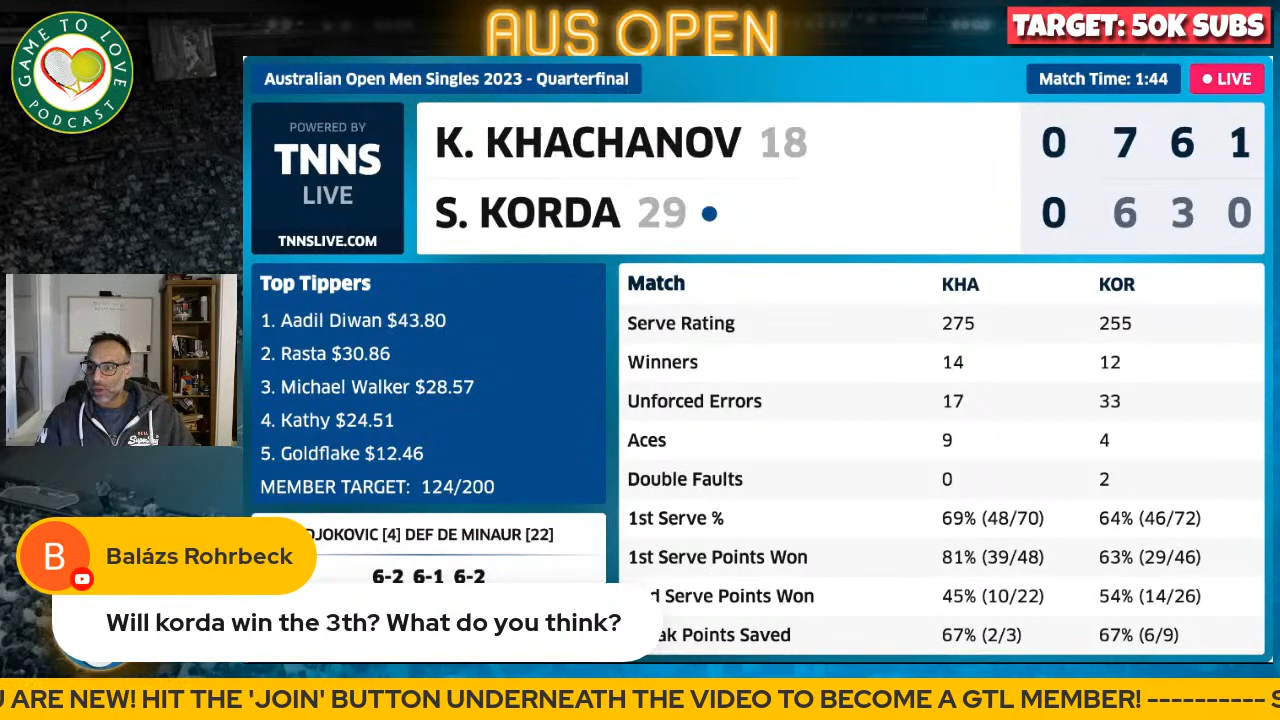 AUS OPEN
TARGET: 50K SUBS
GAME TO LOVE
PODCAST
Australian Open Men Singles 2023 - Quarterfinal
Match Time: 1:44
LIVE
POWERED BY
TNNS
LIVE
TNNSLIVE.COM
K. KHACHANOV 18 0 7 6 1
S. KORDA 29 0 6 3 0
Top Tippers
1. Aadil Diwan $43.80
2. Rasta $30.86
3. Michael Walker $28.57
4. Kathy $24.51
5. Goldflake $12.46
MEMBER TARGET: 124/200
JOKOVIC [4] DEF DE MINAUR [22]
6-2 6-1 6-2
Match KHA KOR
Serve Rating 275 255
Winners 14 12
Unforced Errors 17 33
Aces 9 4
Double Faults 0 2
1st Serve % 69% (48/70) 64% (46/72)
1st Serve Points Won 81% (39/48) 63% (29/46)
d Serve Points Won 45% (10/22) 54% (14/26)
ak Points Saved 67% (2/3) 67% (6/9)
B
Balázs Rohrbeck
Will korda win the 3th? What do you think?
U ARE NEW! HIT THE 'JOIN' BUTTON UNDERNEATH THE VIDEO TO BECOME A GTL MEMBER! ---------- S